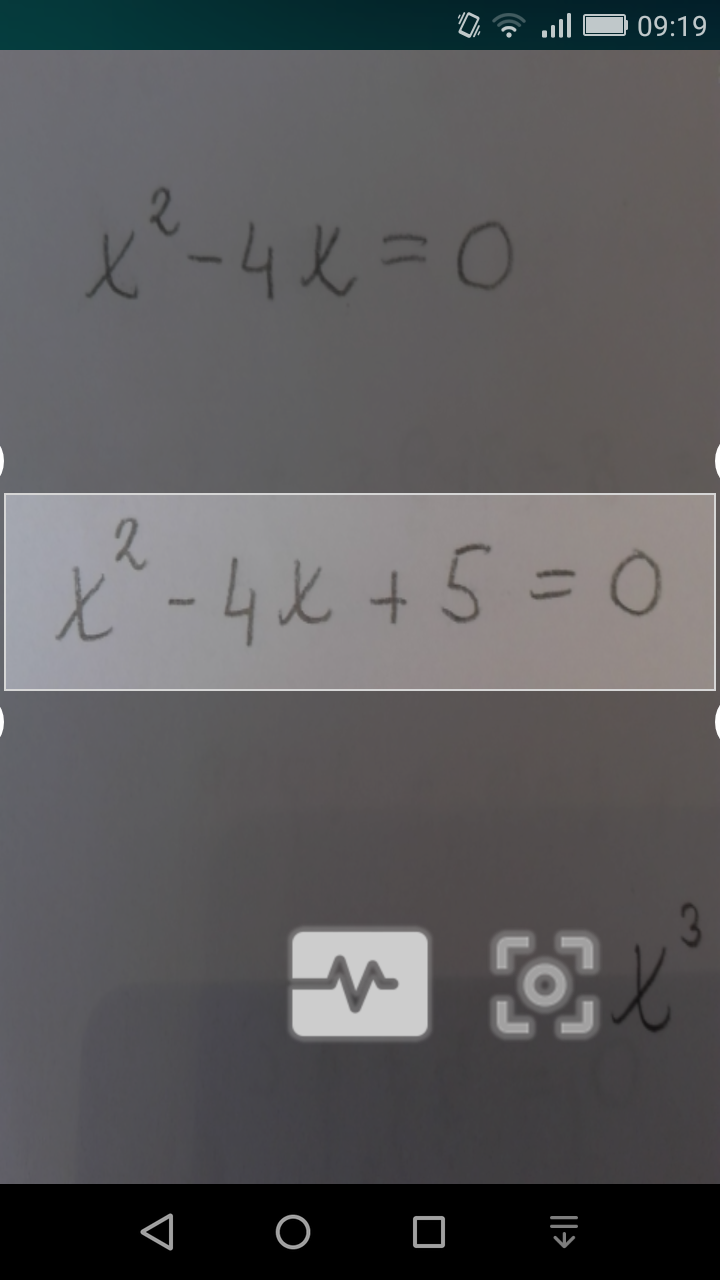 09:19
x² - 4x = 0
x² - 4x + 5 = 0
x³